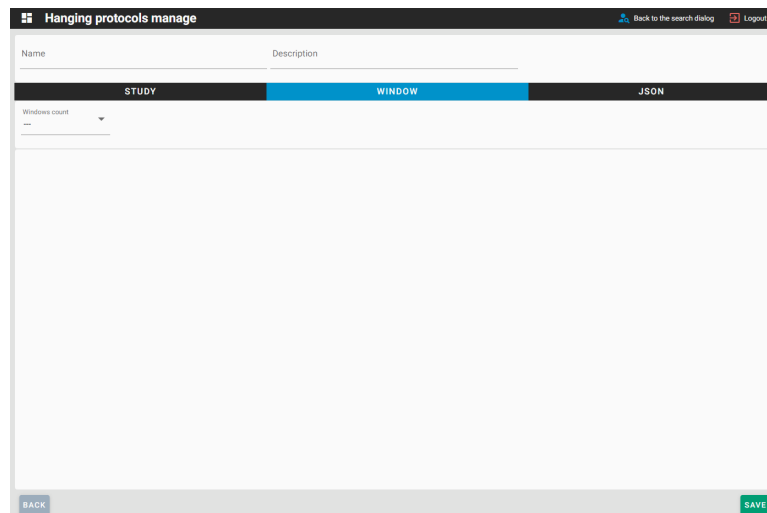 Hanging protocols manage
Back to the search dialog
Logout
Name
Description
STUDY
WINDOW
JSON
Windows count
—
BACK
SAVE